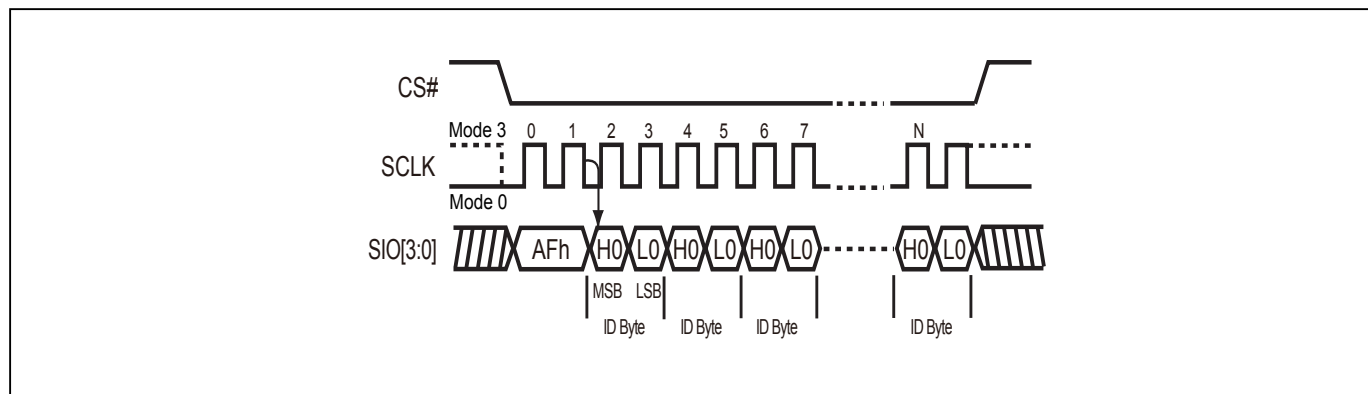 CS#
Mode 3 0 1 2 3 4 5 6 7 N
SCLK
Mode 0
SIO[3:0] AFh H0 L0 H0 L0 H0 L0 H0 L0
MSB LSB
ID Byte ID Byte ID Byte ID Byte